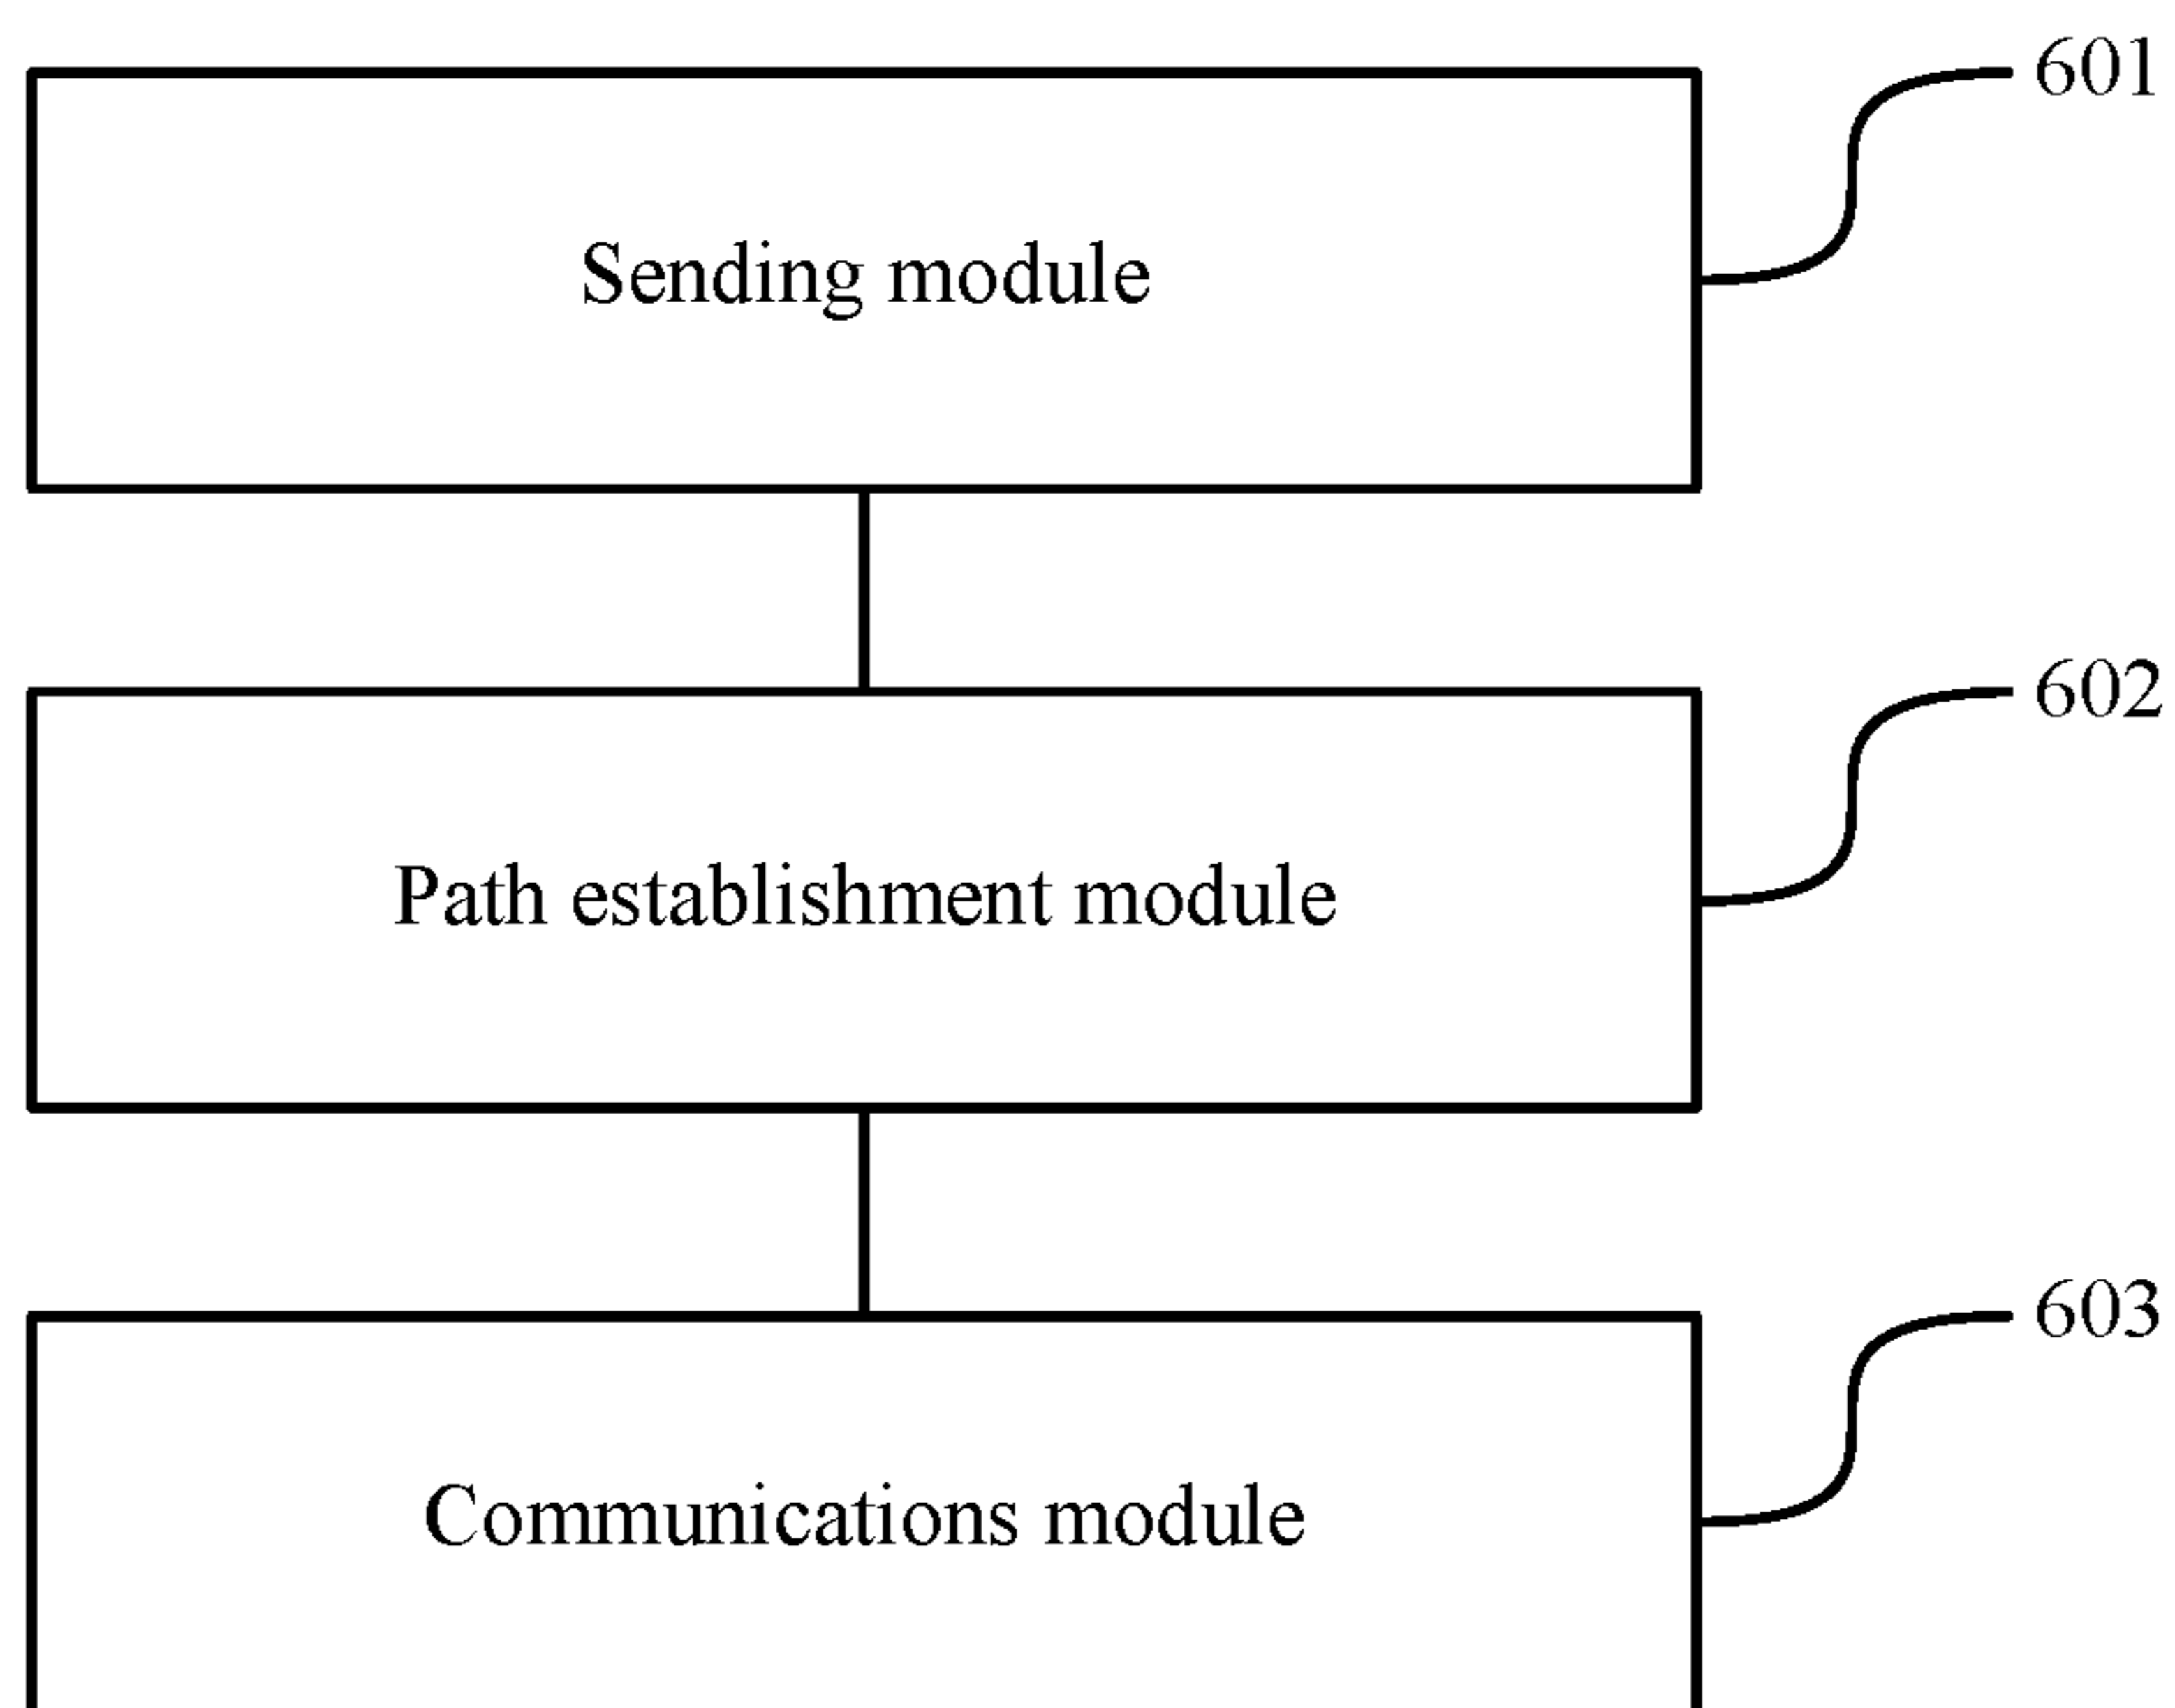 601
Sending module
602
Path establishment module
603
Communications module